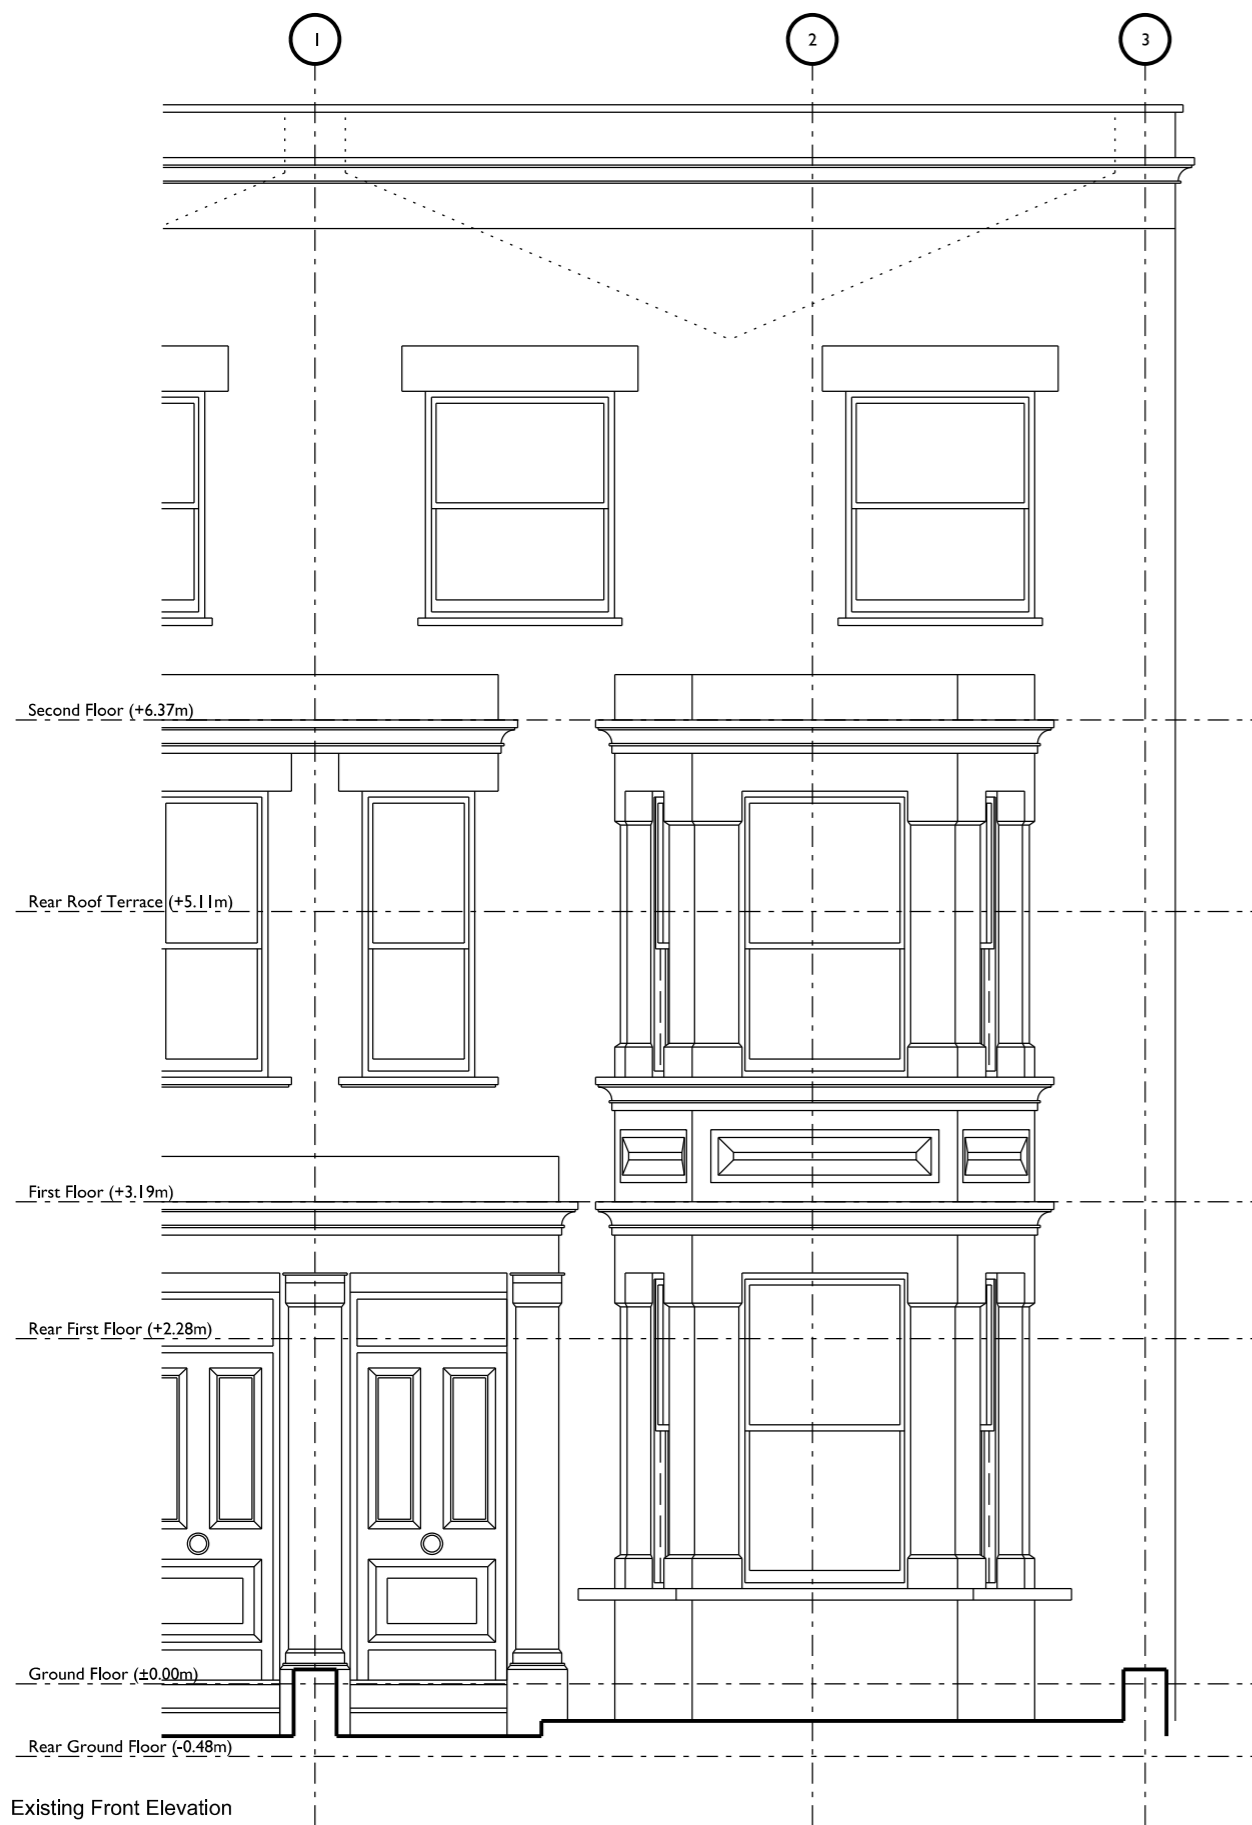 1
2
3
Second Floor (+6.37m)
Rear Roof Terrace (+5.11m)
First Floor (+3.19m)
Rear First Floor (+2.28m)
Ground Floor (±0.00m)
Rear Ground Floor (-0.48m)
Existing Front Elevation